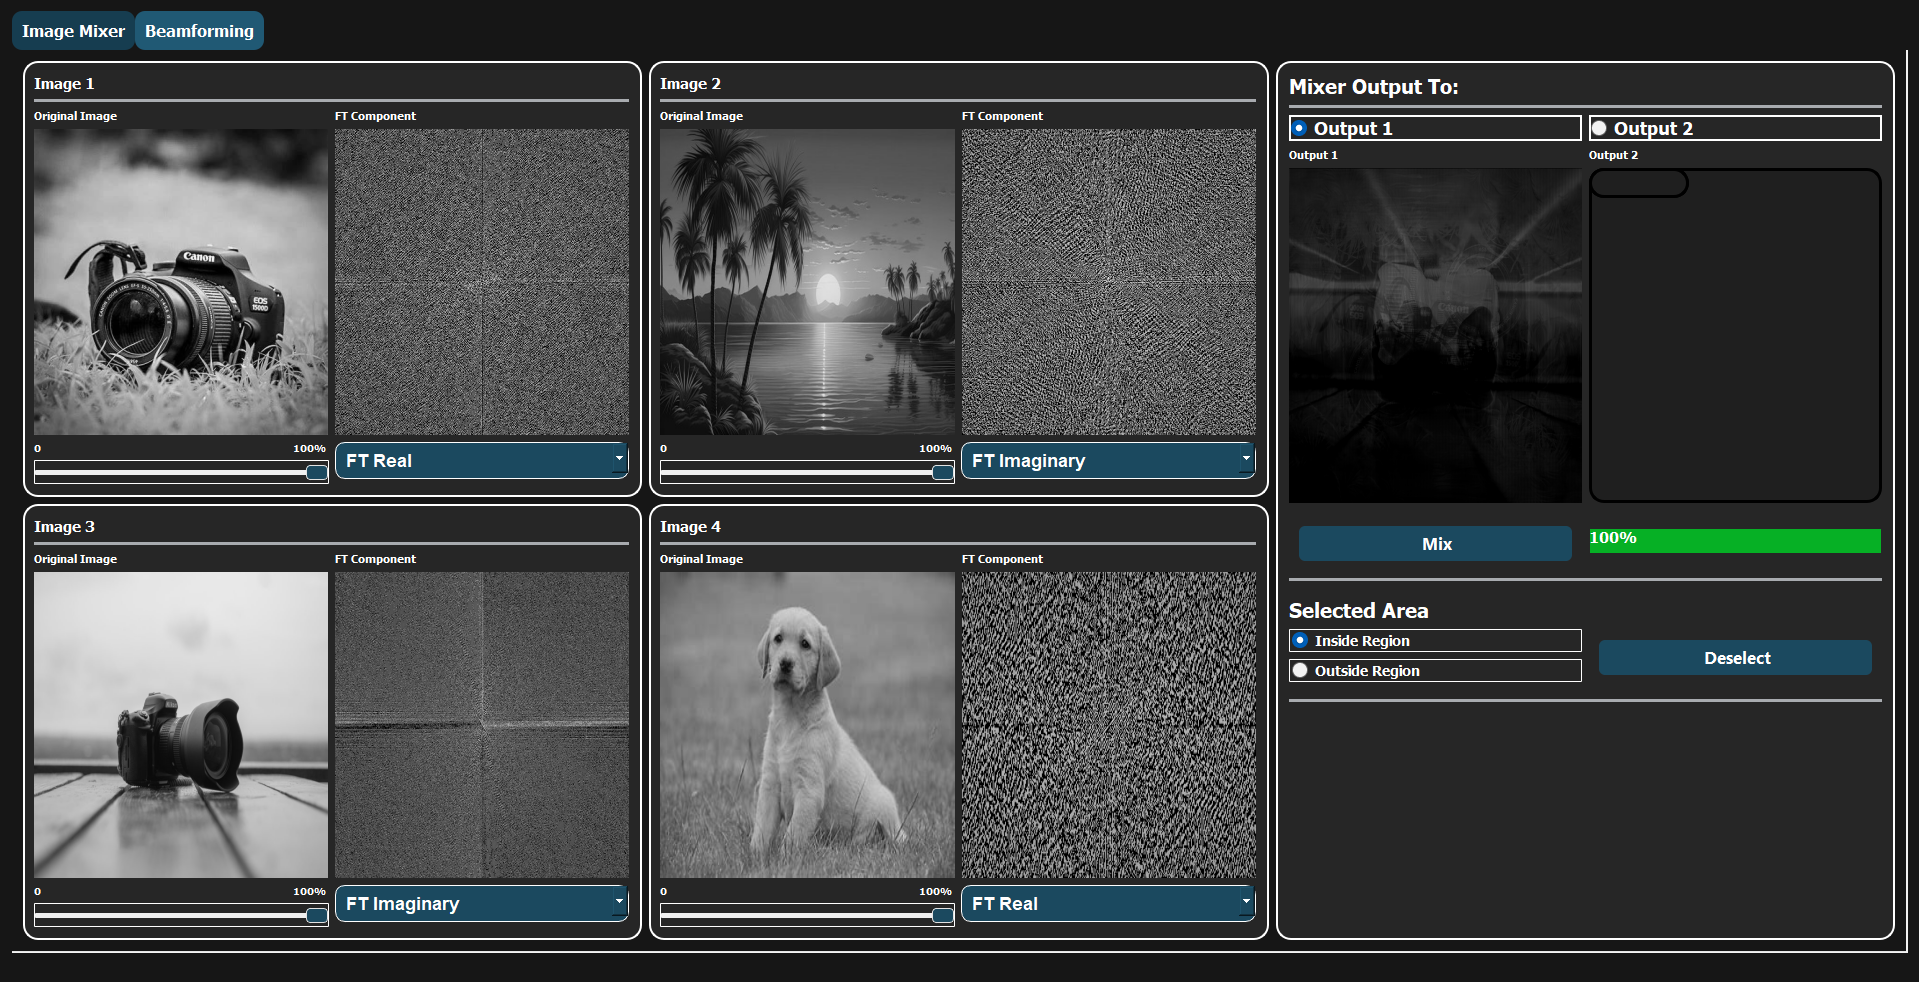 Image Mixer
Beamforming
Image 1
Original Image
FT Component
Canon
EOS
1500D
0
100%
FT Real
Image 2
Original Image
FT Component
0
100%
FT Imaginary
Image 3
Original Image
FT Component
0
100%
FT Imaginary
Image 4
Original Image
FT Component
0
100%
FT Real
Mixer Output To:
Output 1
Output 2
Output 1
Output 2
Mix
100%
Selected Area
Inside Region
Outside Region
Deselect